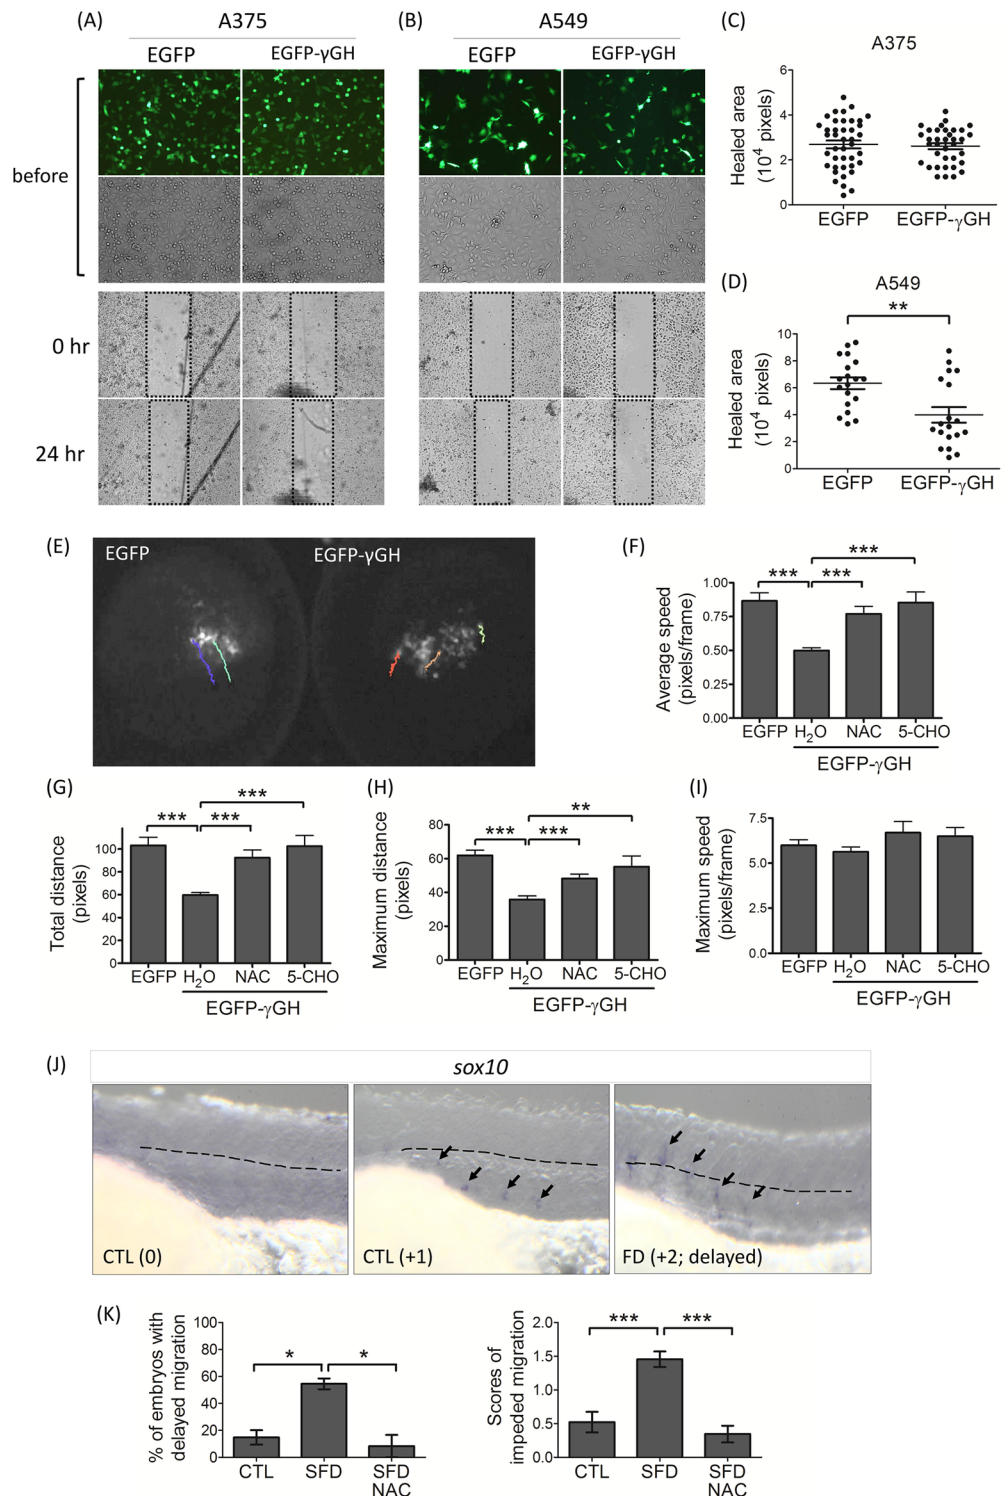 (A)
A375
EGFP
EGFP-γGH
before
0 hr
24 hr
(B)
A549
EGFP
EGFP-γGH
(C)
A375
Healed area
(10⁴ pixels)
6
4
2
0
EGFP
EGFP-γGH
(D)
A549
**
Healed area
(10⁴ pixels)
10
8
6
4
2
0
EGFP
EGFP-γGH
(E)
EGFP
EGFP-γGH
(F)
***
***
***
Average speed
(pixels/frame)
1.00
0.75
0.50
0.25
0.00
EGFP
H₂O
NAC
5-CHO
EGFP-γGH
(G)
***
***
***
Total distance
(pixels)
100
80
60
40
20
0
EGFP
H₂O
NAC
5-CHO
EGFP-γGH
(H)
**
***
***
Maximum distance
(pixels)
80
60
40
20
0
EGFP
H₂O
NAC
5-CHO
EGFP-γGH
(I)
Maximum speed
(pixels/frame)
7.5
5.0
2.5
0.0
EGFP
H₂O
NAC
5-CHO
EGFP-γGH
(J)
sox10
CTL (0)
CTL (+1)
FD (+2; delayed)
(K)
% of embryos with
delayed migration
100
80
60
40
20
0
*
*
CTL
SFD
SFD
NAC
Scores of
impeded migration
2.0
1.5
1.0
0.5
0.0
***
***
CTL
SFD
SFD
NAC